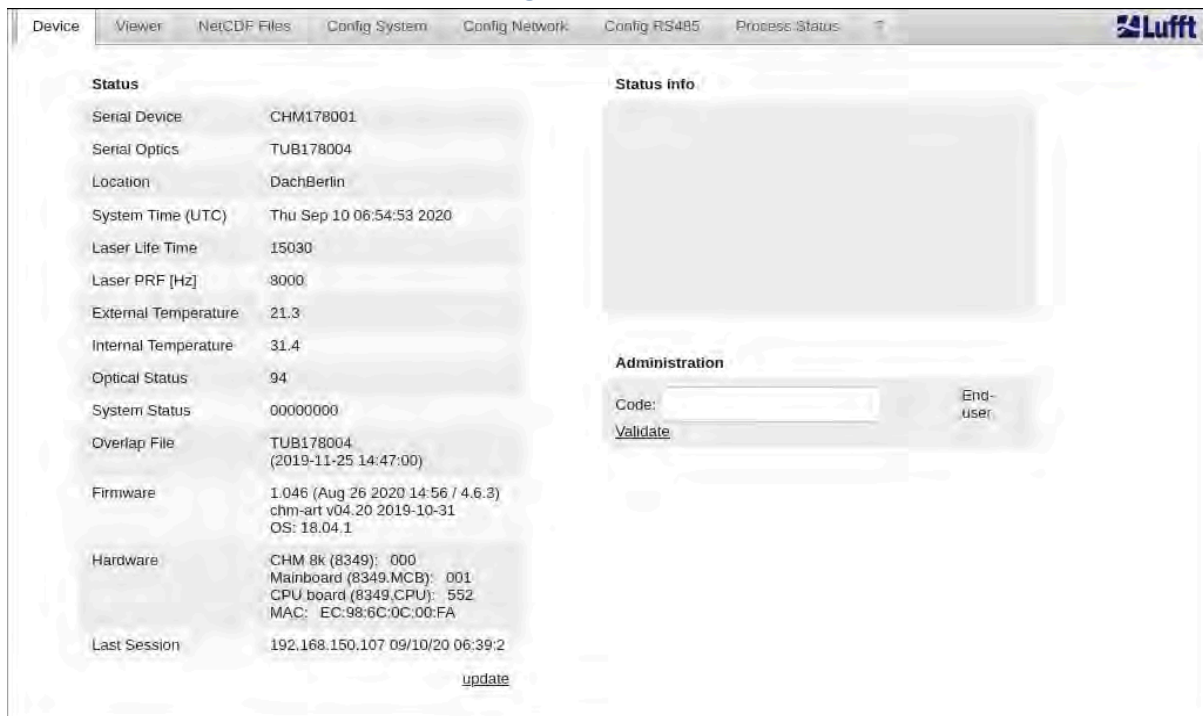 Device Viewer NetCDF Files Config System Config Network Config RS485 Process Status ?
Lufft
Status
Serial Device CHM178001
Serial Optics TUB178004
Location DachBerlin
System Time (UTC) Thu Sep 10 06:54:53 2020
Laser Life Time 15030
Laser PRF [Hz] 8000
External Temperature 21.3
Internal Temperature 31.4
Optical Status 94
System Status 00000000
Overlap File TUB178004
(2019-11-25 14:47:00)
Firmware 1.046 (Aug 26 2020 14:56 / 4.6.3)
chm-art v04.20 2019-10-31
OS: 18.04.1
Hardware CHM 8k (8349): 000
Mainboard (8349.MCB): 001
CPU board (8349.CPU): 552
MAC: EC:98:6C:0C:00:FA
Last Session 192.168.150.107 09/10/20 06:39:2
update
Status info
Administration
Code:
End-
user
Validate